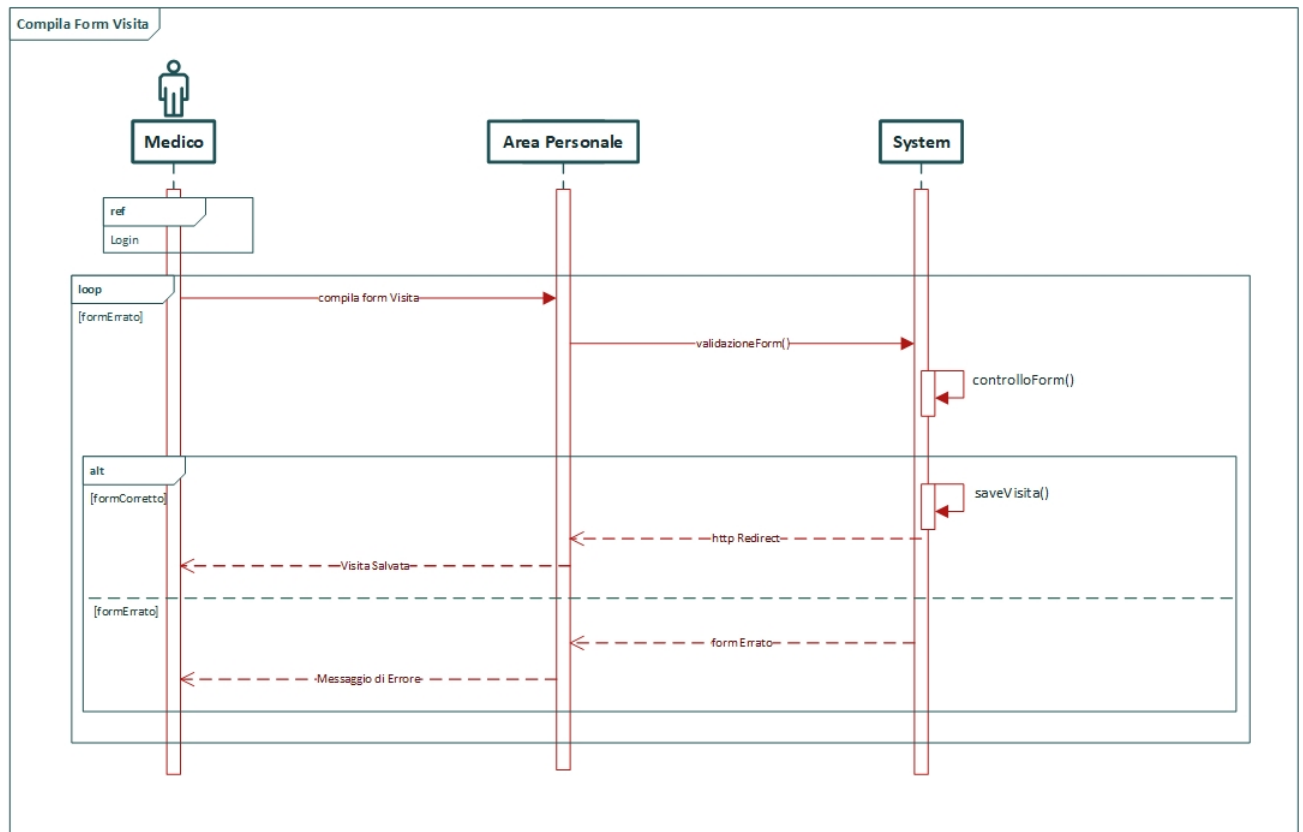 Compila Form Visita
Medico
Area Personale
System
ref
Login
loop
[formErrato]
compila form Visita
validazioneForm()
controlloForm()
alt
[formCorretto]
saveVisita()
http Redirect
Visita Salvata
[formErrato]
form Errato
Messaggio di Errore